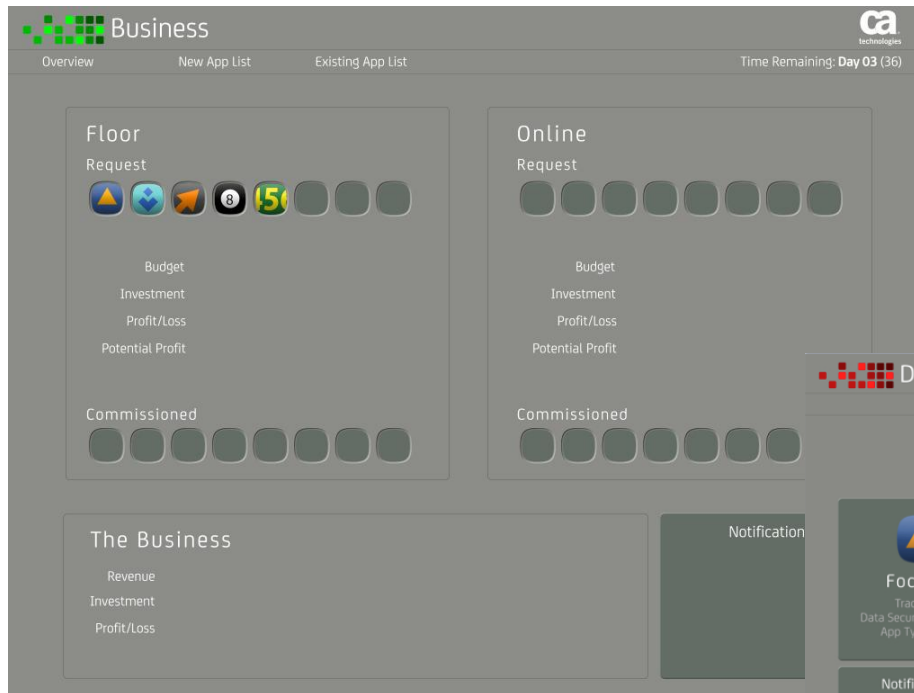 Business
ca
technologies
Overview New App List Existing App List Time Remaining: Day 03 (36)
Floor
Request
8
Budget
Investment
Profit/Loss
Potential Profit
Commissioned
Online
Request
Budget
Investment
Profit/Loss
Potential Profit
Commissioned
The Business
Revenue
Investment
Profit/Loss
Notification
D